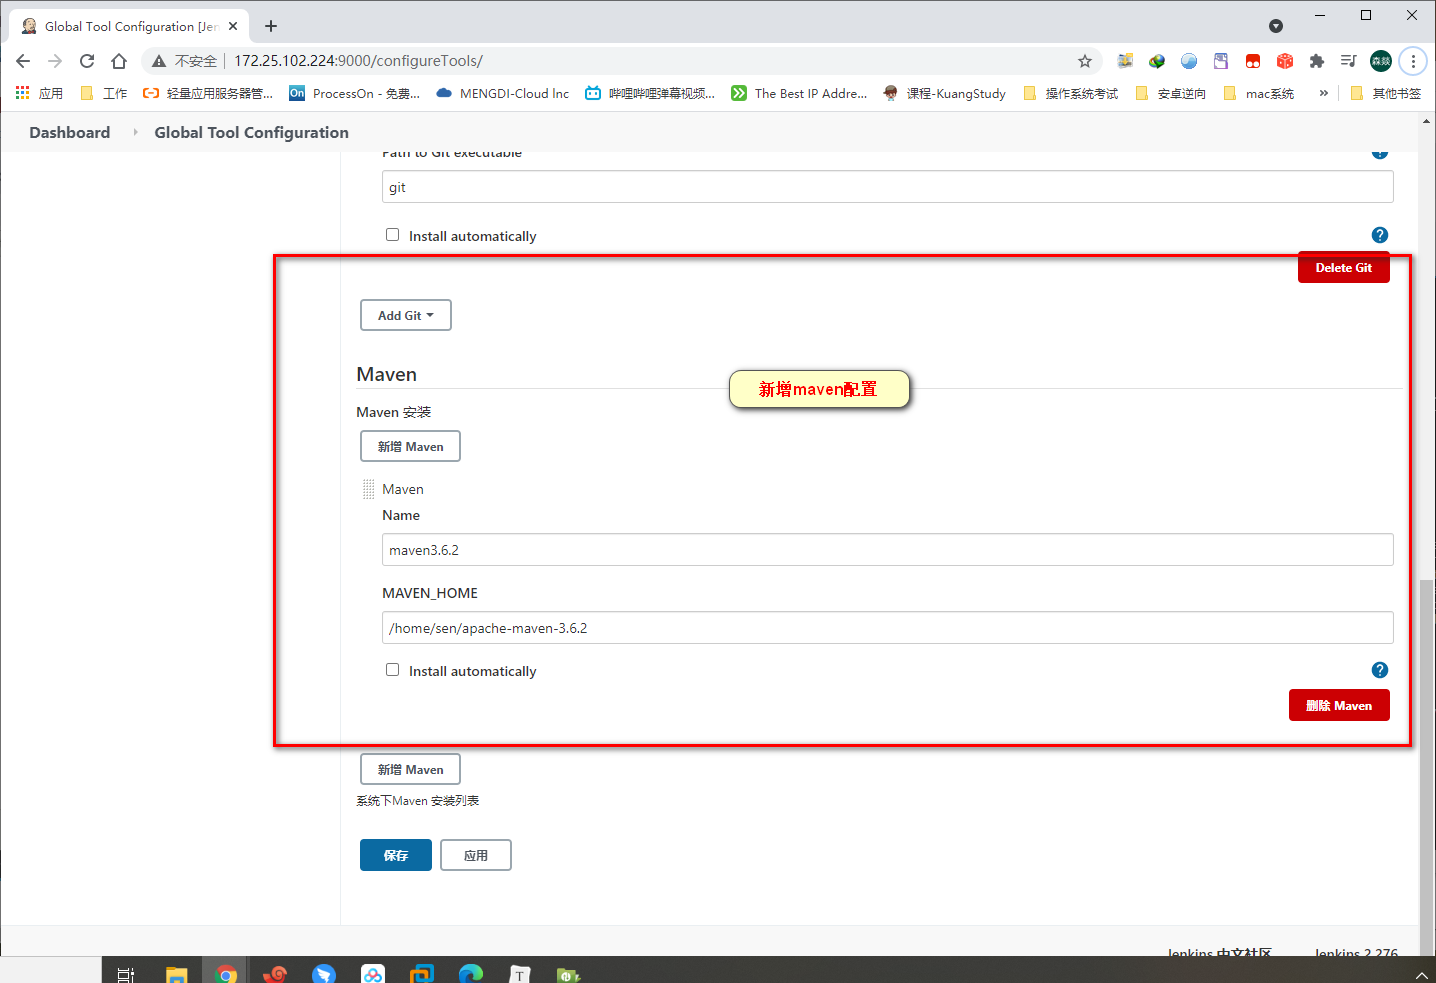 Global Tool Configuration [Jen
不安全
172.25.102.224:9000/configureTools/
森燚
应用
工作
轻量应用服务器管...
On
ProcessOn - 免费...
MENGDI-Cloud Inc
哔哩哔哩弹幕视频...
The Best IP Addre...
课程-KuangStudy
操作系统考试
安卓逆向
mac系统
»
其他书签
Dashboard
Global Tool Configuration
Path to Git executable
git
Install automatically
Delete Git
Add Git
Maven
新增maven配置
Maven 安装
新增 Maven
Maven
Name
maven3.6.2
MAVEN_HOME
/home/sen/apache-maven-3.6.2
Install automatically
删除 Maven
新增 Maven
系统下Maven 安装列表
保存
应用
Jenkins 中文社区
Jenkins 2.276
T